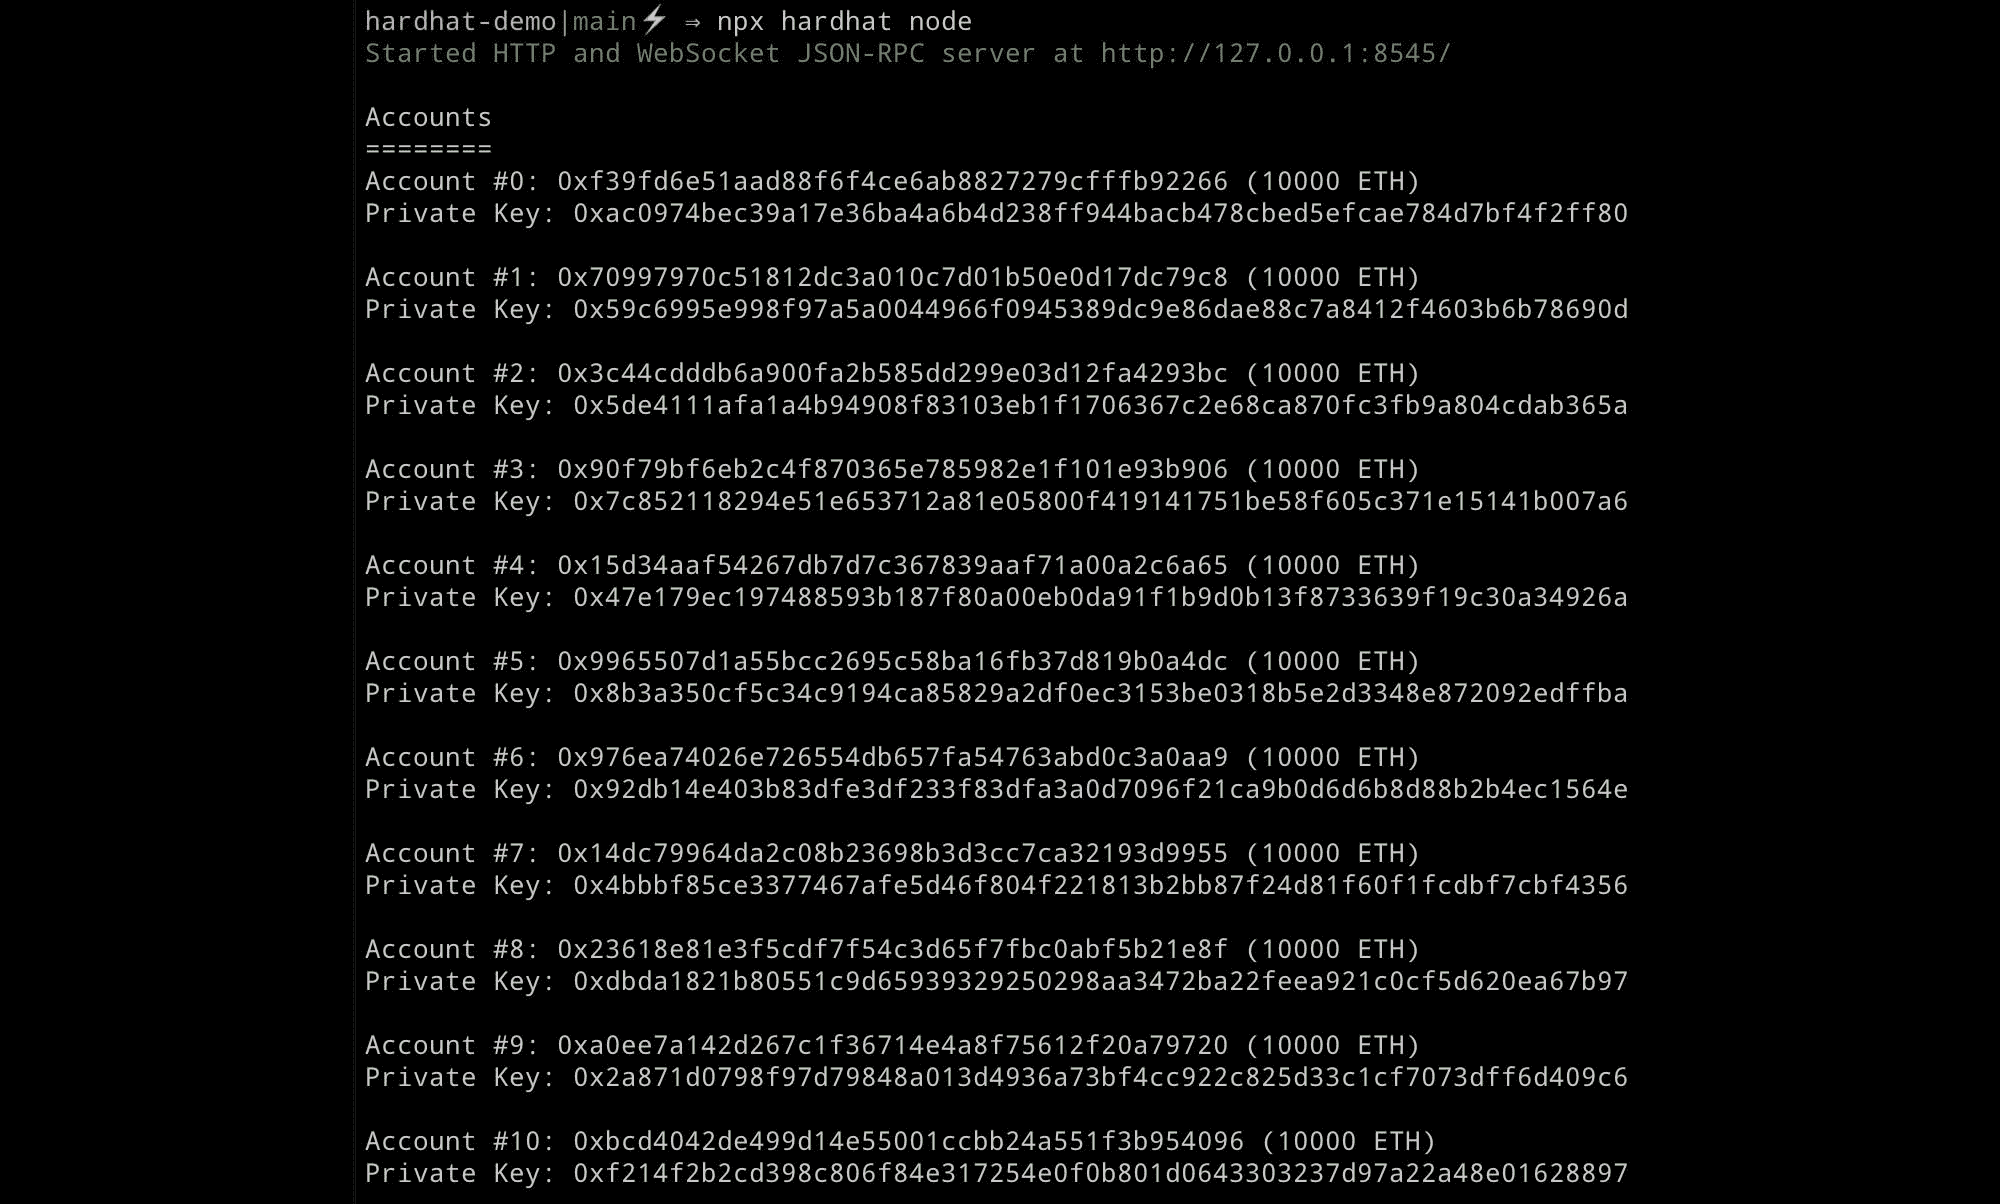 hardhat-demo|main⚡ ⇒ npx hardhat node
Started HTTP and WebSocket JSON-RPC server at http://127.0.0.1:8545/
Accounts
========
Account #0: 0xf39fd6e51aad88f6f4ce6ab8827279cfffb92266 (10000 ETH)
Private Key: 0xac0974bec39a17e36ba4a6b4d238ff944bacb478cbed5efcae784d7bf4f2ff80
Account #1: 0x70997970c51812dc3a010c7d01b50e0d17dc79c8 (10000 ETH)
Private Key: 0x59c6995e998f97a5a0044966f0945389dc9e86dae88c7a8412f4603b6b78690d
Account #2: 0x3c44cdddb6a900fa2b585dd299e03d12fa4293bc (10000 ETH)
Private Key: 0x5de4111afa1a4b94908f83103eb1f1706367c2e68ca870fc3fb9a804cdab365a
Account #3: 0x90f79bf6eb2c4f870365e785982e1f101e93b906 (10000 ETH)
Private Key: 0x7c852118294e51e653712a81e05800f419141751be58f605c371e15141b007a6
Account #4: 0x15d34aaf54267db7d7c367839aaf71a00a2c6a65 (10000 ETH)
Private Key: 0x47e179ec197488593b187f80a00eb0da91f1b9d0b13f8733639f19c30a34926a
Account #5: 0x9965507d1a55bcc2695c58ba16fb37d819b0a4dc (10000 ETH)
Private Key: 0x8b3a350cf5c34c9194ca85829a2df0ec3153be0318b5e2d3348e872092edffba
Account #6: 0x976ea74026e726554db657fa54763abd0c3a0aa9 (10000 ETH)
Private Key: 0x92db14e403b83dfe3df233f83dfa3a0d7096f21ca9b0d6d6b8d88b2b4ec1564e
Account #7: 0x14dc79964da2c08b23698b3d3cc7ca32193d9955 (10000 ETH)
Private Key: 0x4bbbf85ce3377467afe5d46f804f221813b2bb87f24d81f60f1fcdbf7cbf4356
Account #8: 0x23618e81e3f5cdf7f54c3d65f7fbc0abf5b21e8f (10000 ETH)
Private Key: 0xdbda1821b80551c9d65939329250298aa3472ba22feea921c0cf5d620ea67b97
Account #9: 0xa0ee7a142d267c1f36714e4a8f75612f20a79720 (10000 ETH)
Private Key: 0x2a871d0798f97d79848a013d4936a73bf4cc922c825d33c1cf7073dff6d409c6
Account #10: 0xbcd4042de499d14e55001ccbb24a551f3b954096 (10000 ETH)
Private Key: 0xf214f2b2cd398c806f84e317254e0f0b801d0643303237d97a22a48e01628897